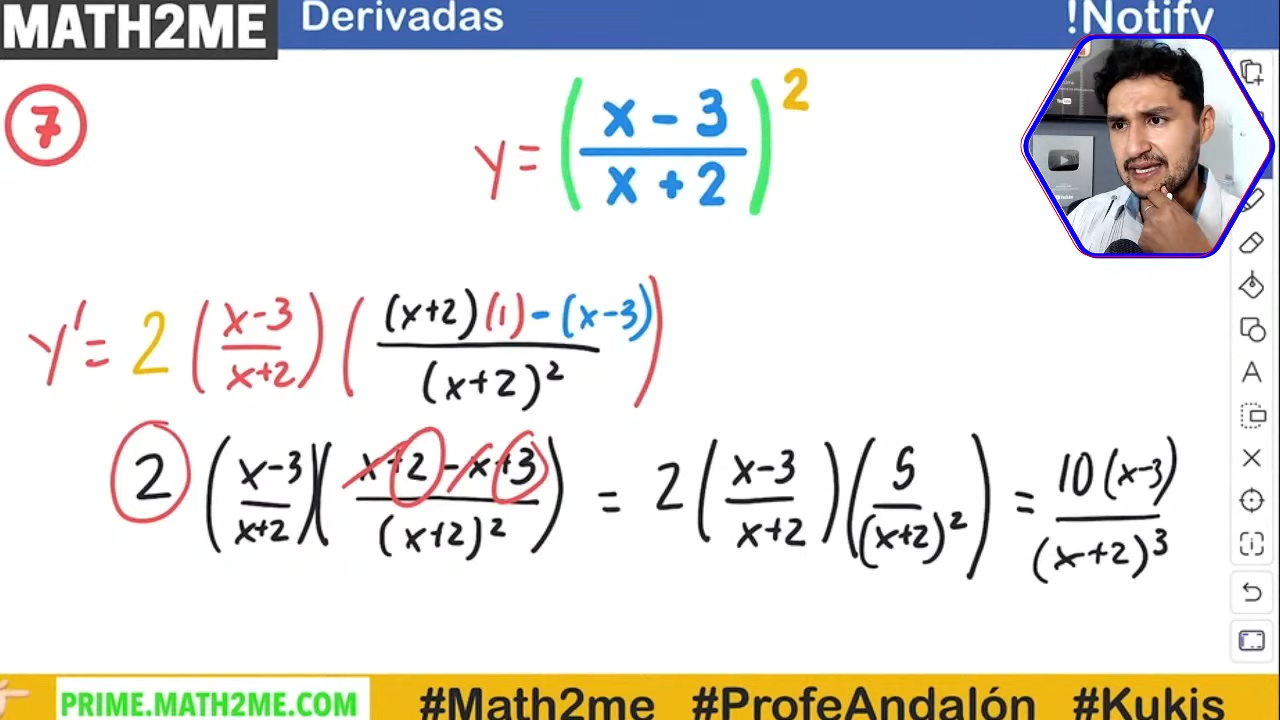 MATH2ME Derivadas !Notify
7
y = ( (x - 3) / (x + 2) )²
y' = 2 ( (x-3) / (x+2) ) ( ((x+2)(1) - (x-3)) / (x+2)² )
2 ( (x-3) / (x+2) ) ( (x+2-x+3) / (x+2)² ) = 2 ( (x-3) / (x+2) ) ( 5 / (x+2)² ) = 10(x-3) / (x+2)³
PRIME.MATH2ME.COM #Math2me #ProfeAndalón #Kukis